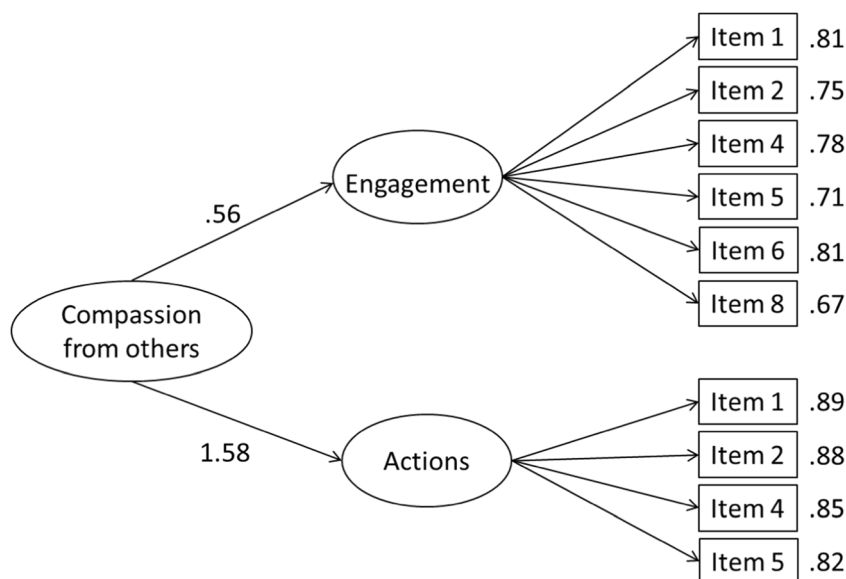 Item 1 .81
Item 2 .75
Item 4 .78
Engagement
Item 5 .71
.56
Item 6 .81
Item 8 .67
Compassion
from others
Item 1 .89
1.58
Item 2 .88
Actions
Item 4 .85
Item 5 .82